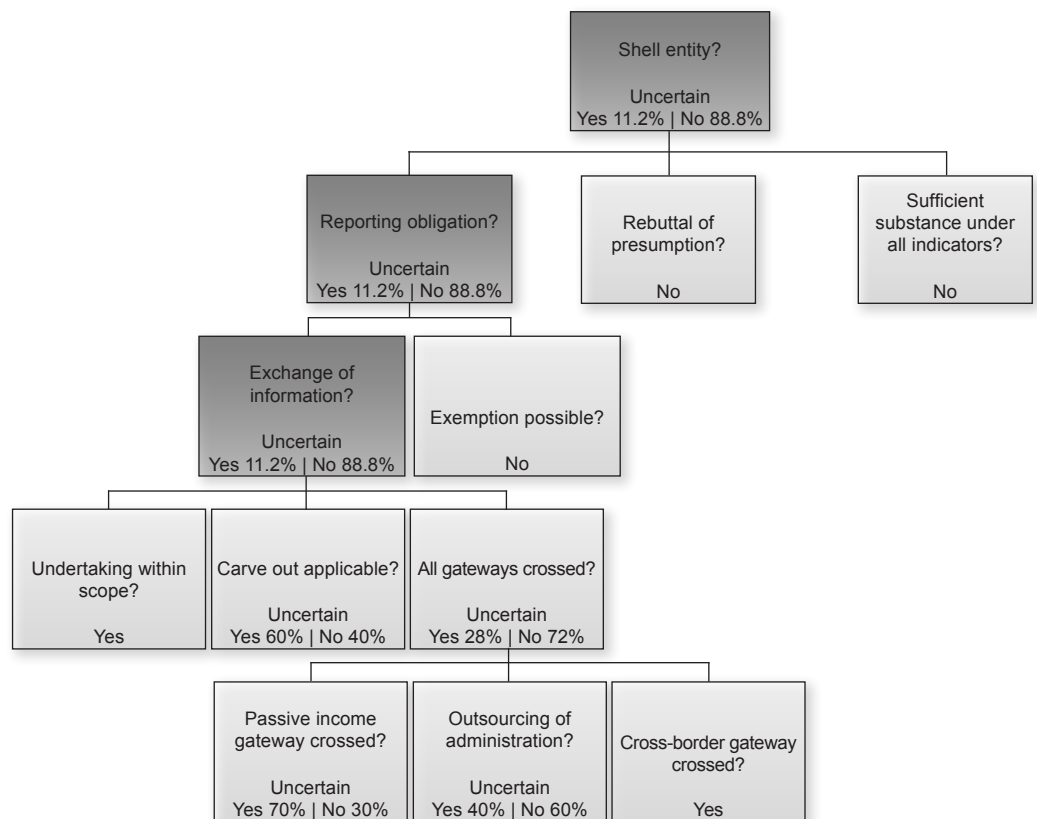 Shell entity?
Uncertain
Yes 11.2% | No 88.8%
Reporting obligation?
Uncertain
Yes 11.2% | No 88.8%
Rebuttal of
presumption?
No
Sufficient
substance under
all indicators?
No
Exchange of
information?
Uncertain
Yes 11.2% | No 88.8%
Exemption possible?
No
Undertaking within
scope?
Yes
Carve out applicable?
Uncertain
Yes 60% | No 40%
All gateways crossed?
Uncertain
Yes 28% | No 72%
Passive income
gateway crossed?
Uncertain
Yes 70% | No 30%
Outsourcing of
administration?
Uncertain
Yes 40% | No 60%
Cross-border gateway
crossed?
Yes